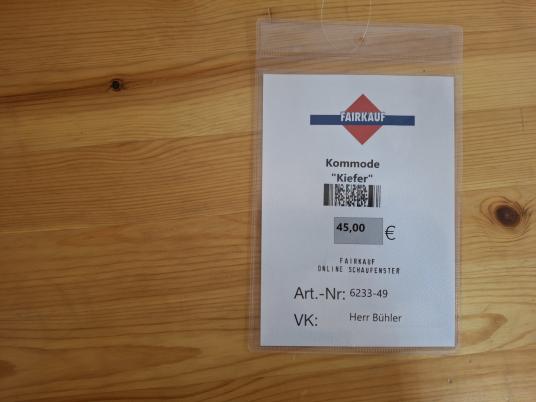 FAIRKAUF
Kommode
"Kiefer"
45,00 €
FAIRKAUF
ONLINE SCHAUFENSTER
Art.-Nr: 6233-49
VK: Herr Bühler